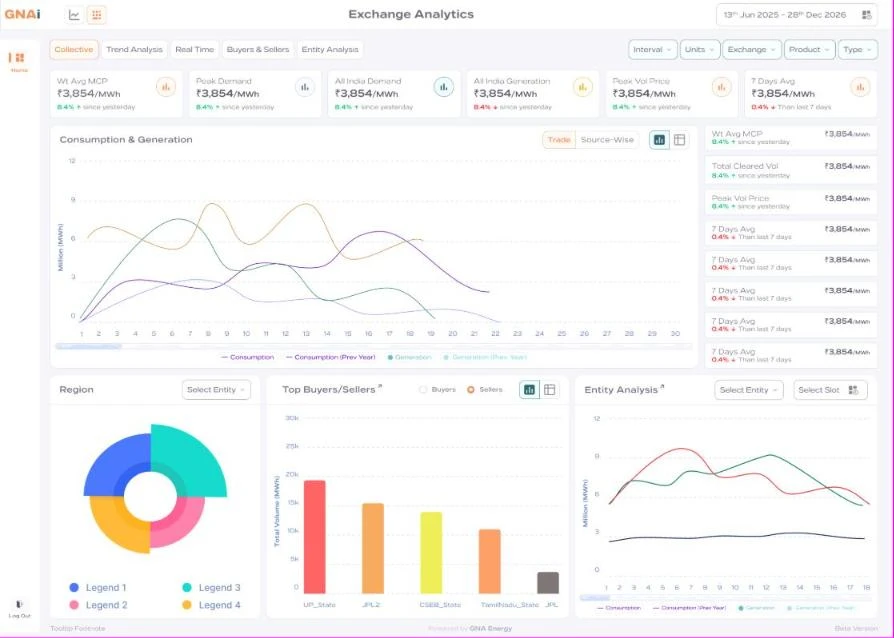 GNAi
Exchange Analytics
13th Jun 2025 – 28th Dec 2026
Home
Collective
Trend Analysis
Real Time
Buyers & Sellers
Entity Analysis
Interval
Units
Exchange
Product
Type
Wt Avg MCP
₹3,854/MWh
8.4% ↑ since yesterday
Peak Demand
₹3,854/MWh
8.4% ↑ since yesterday
All India Demand
₹3,854/MWh
8.4% ↑ since yesterday
All India Generation
₹3,854/MWh
8.4% ↓ since yesterday
Peak Vol Price
₹3,854/MWh
8.4% ↑ since yesterday
7 Days Avg
₹3,854/MWh
0.4% ↓ Than last 7 days
Consumption & Generation
Trade
Source-Wise
Million (MWh)
12
9
6
3
0
1 2 3 4 5 6 7 8 9 10 11 12 13 14 15 16 17 18 19 20 21 22 23 24 25 26 27 28 29 30
Consumption
Consumption (Prev Year)
Generation
Generation (Prev Year)
Wt Avg MCP ₹3,854/MWh
8.4% ↑ since yesterday
Total Cleared Vol ₹3,854/MWh
8.4% ↑ since yesterday
Peak Vol Price ₹3,854/MWh
8.4% ↑ since yesterday
7 Days Avg ₹3,854/MWh
0.4% ↓ Than last 7 days
7 Days Avg ₹3,854/MWh
0.4% ↓ Than last 7 days
7 Days Avg ₹3,854/MWh
0.4% ↓ Than last 7 days
7 Days Avg ₹3,854/MWh
0.4% ↓ Than last 7 days
7 Days Avg ₹3,854/MWh
0.4% ↓ Than last 7 days
Region
Select Entity
Legend 1
Legend 3
Legend 2
Legend 4
Top Buyers/Sellers
Buyers
Sellers
Total Volume (MWh)
30k
25k
20k
15k
10k
5k
0
UP_State
JPL2
CSEB_State
TamilNadu_State
JPL
Entity Analysis
Select Entity
Select Slot
Million (MWh)
12
9
6
3
0
1 2 3 4 5 6 7 8 9 10 11 12 13 14 15 16 17 18
Consumption
Consumption (Prev Year)
Generation
Generation (Prev Year)
Log Out
Tooltip Footnote
Powered by GNA Energy
Beta Version